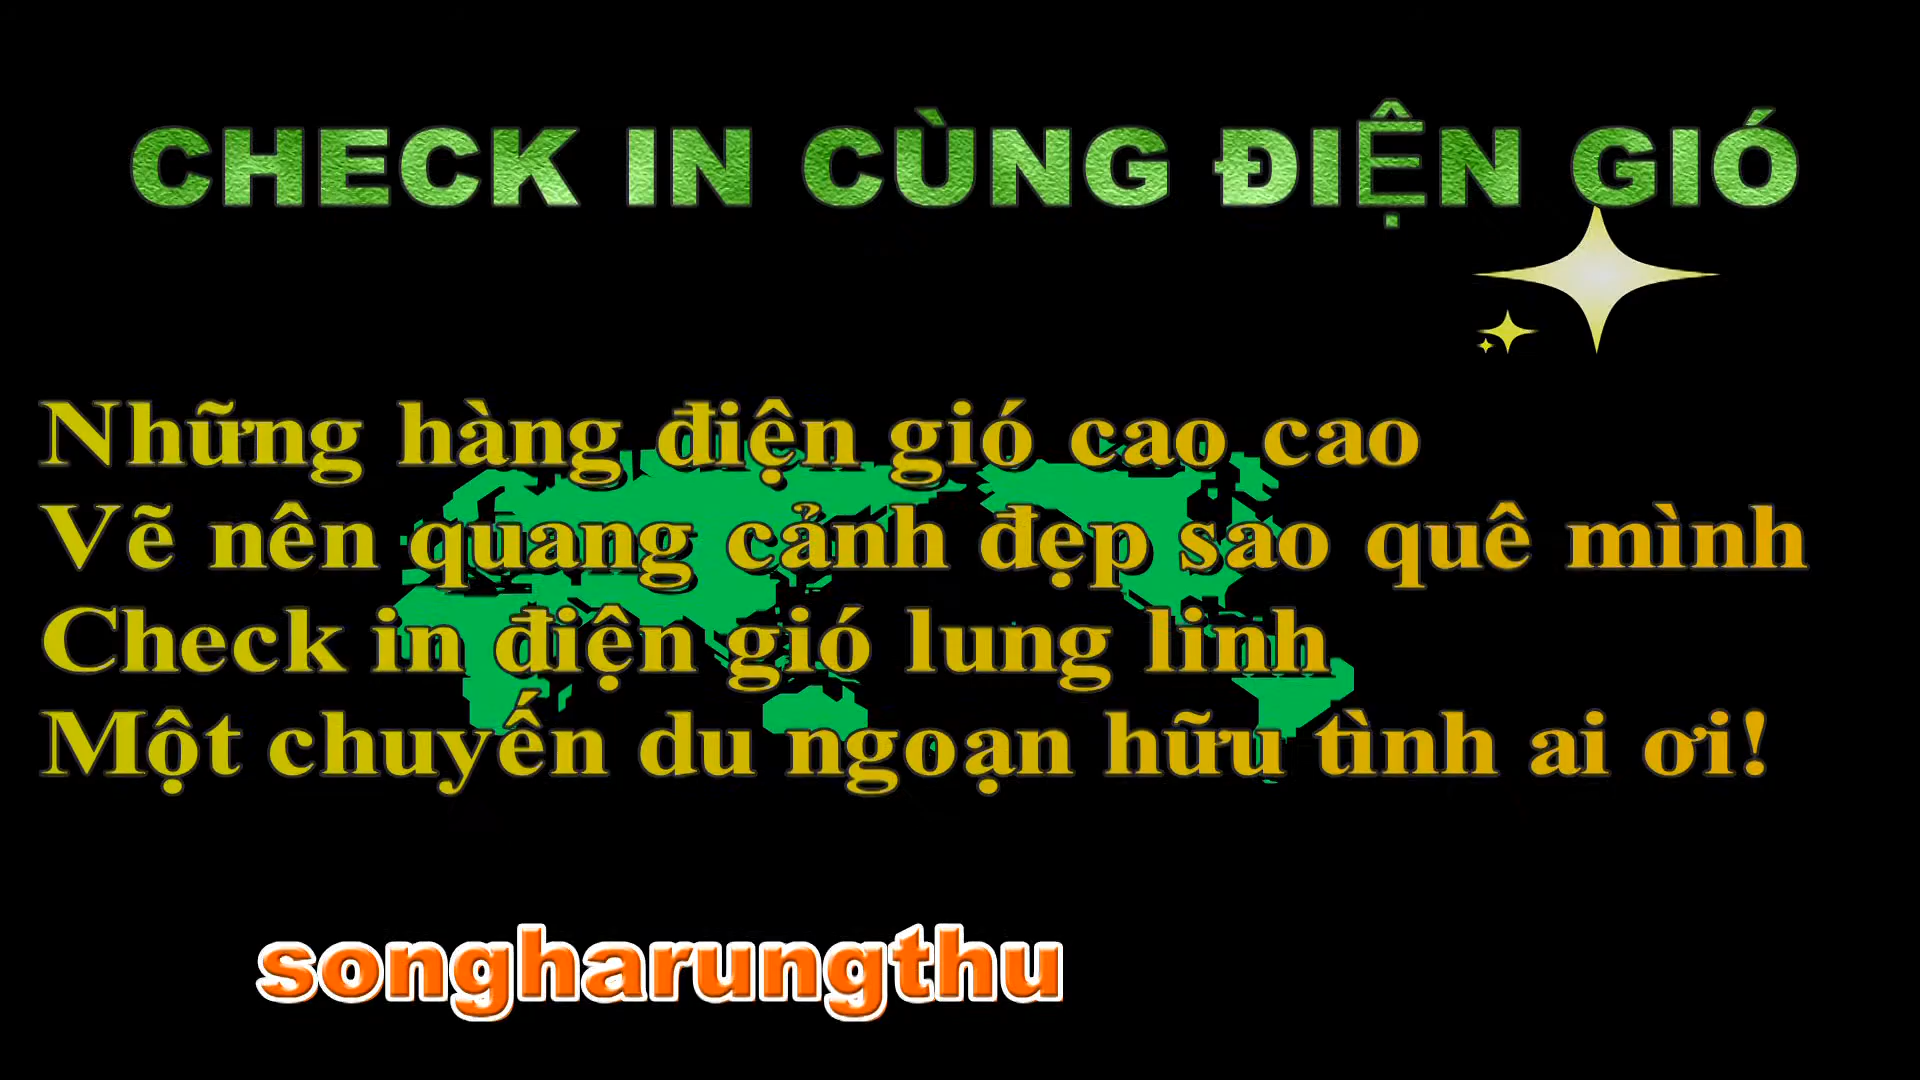 CHECK IN CÙNG ĐIỆN GIÓ
Những hàng điện gió cao cao
Vẽ nên quang cảnh đẹp sao quê mình
Check in điện gió lung linh
Một chuyến du ngoạn hữu tình ai ơi!
songharungthu